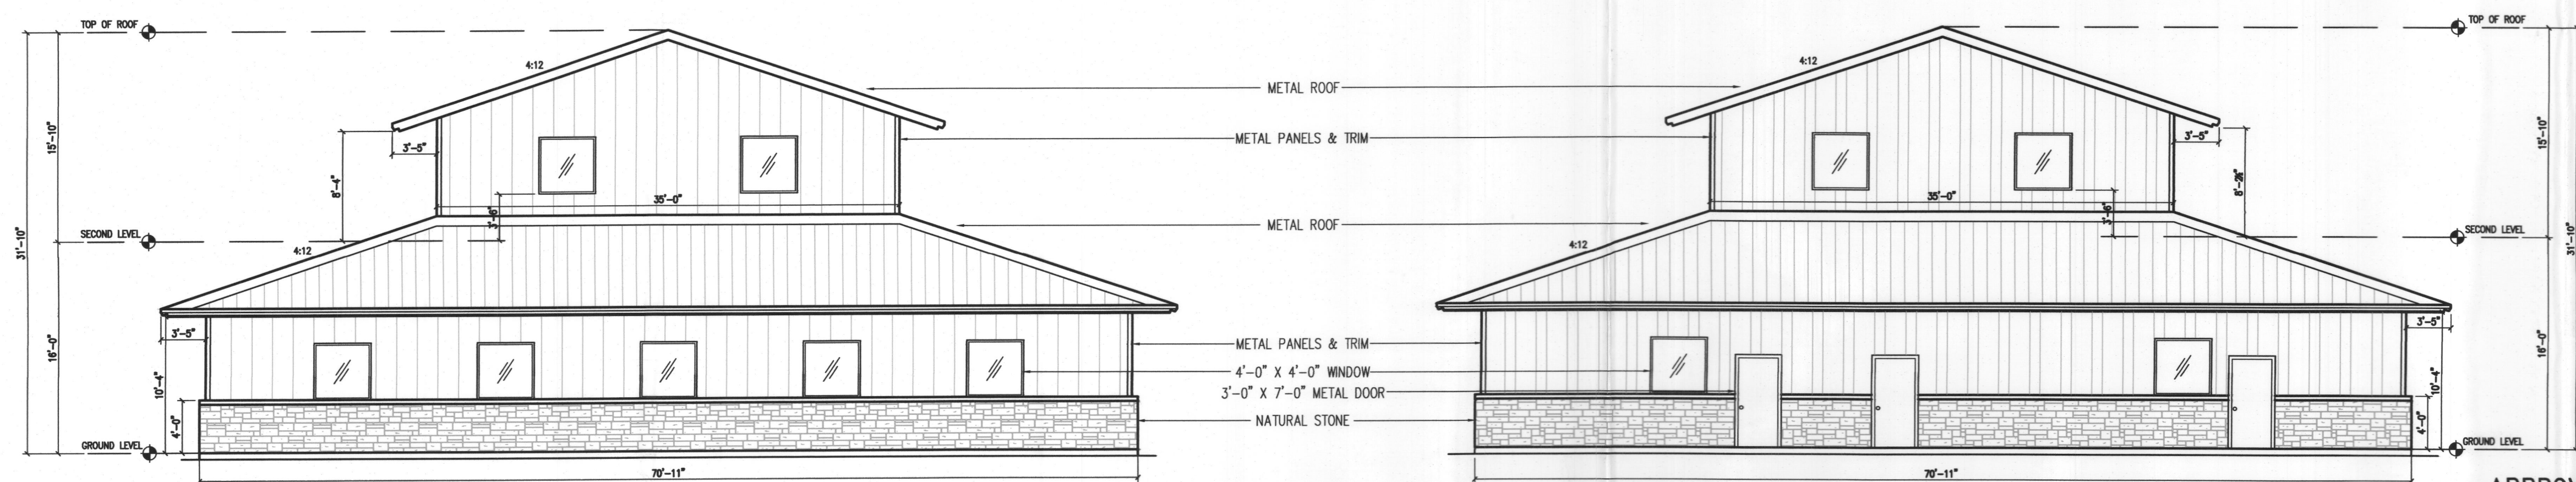 TOP OF ROOF
4:12
15'-10"
3'-5"
8'-4"
35'-0"
3'-6"
31'-10"
SECOND LEVEL
4:12
3'-5"
16'-0"
10'-4"
4'-0"
GROUND LEVEL
70'-11"
METAL ROOF
METAL PANELS & TRIM
METAL ROOF
METAL PANELS & TRIM
4'-0" X 4'-0" WINDOW
3'-0" X 7'-0" METAL DOOR
NATURAL STONE
TOP OF ROOF
4:12
15'-10"
3'-5"
35'-0"
3'-6"
31'-10"
SECOND LEVEL
4:12
3'-5"
16'-0"
10'-4"
4'-0"
GROUND LEVEL
70'-11"